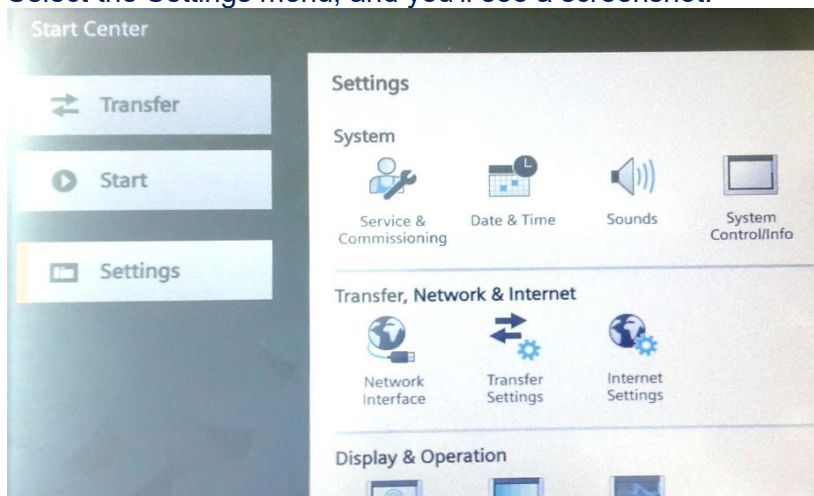 Select the Settings menu, and you'll see a screenshot.
Start Center
Transfer
Start
Settings
Settings
System
Service &
Commissioning
Date & Time
Sounds
System
Control/Info
Transfer, Network & Internet
Network
Interface
Transfer
Settings
Internet
Settings
Display & Operation